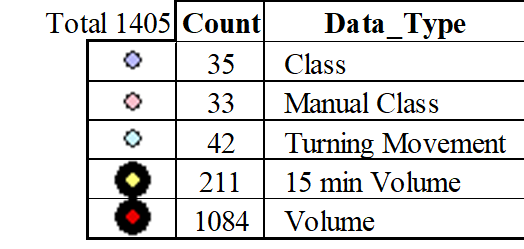 Total 1405 Count Data_Type
35 Class
33 Manual Class
42 Turning Movement
211 15 min Volume
1084 Volume